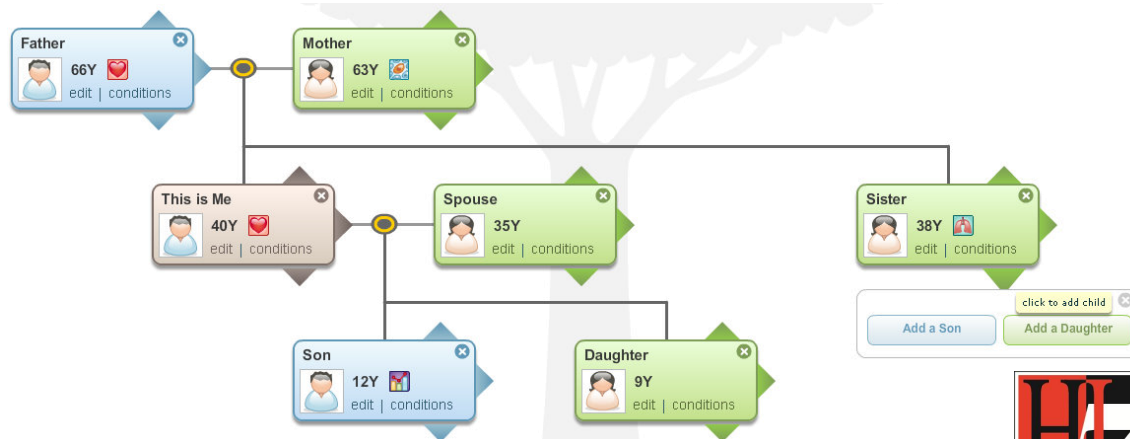 Father
66Y
edit | conditions
Mother
63Y
edit | conditions
This is Me
40Y
edit | conditions
Spouse
35Y
edit | conditions
Sister
38Y
edit | conditions
click to add child
Add a Son
Add a Daughter
Son
12Y
edit | conditions
Daughter
9Y
edit | conditions